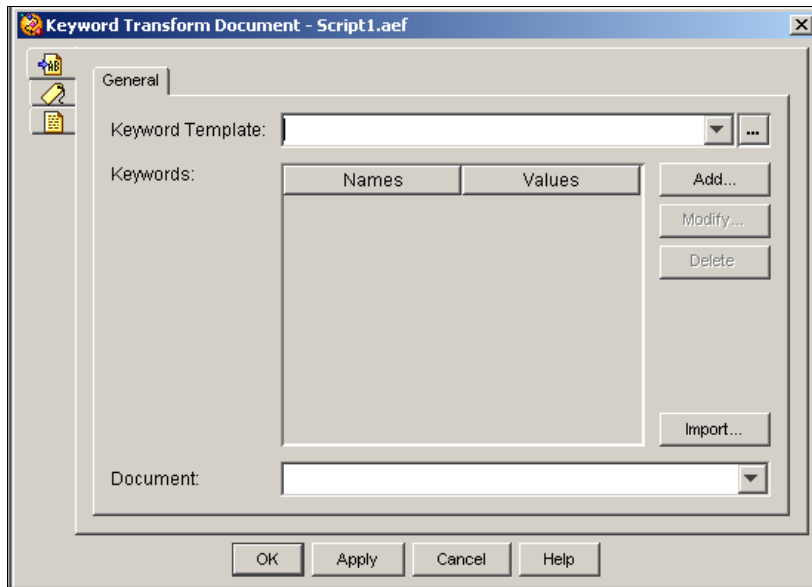 Keyword Transform Document - Script1.aef
General
Keyword Template:
...
Keywords:
Names Values
Add...
Modify...
Delete
Import...
Document:
OK Apply Cancel Help